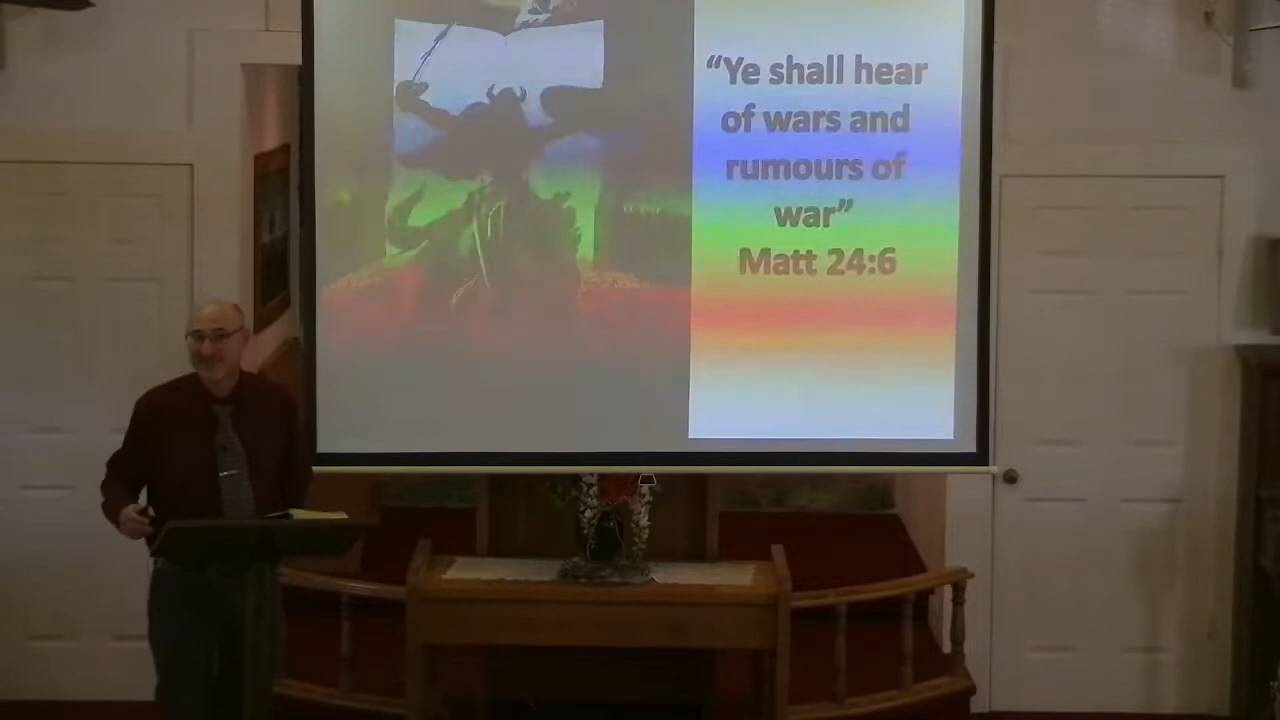 “Ye shall hear
of wars and
rumours of
war”
Matt 24:6